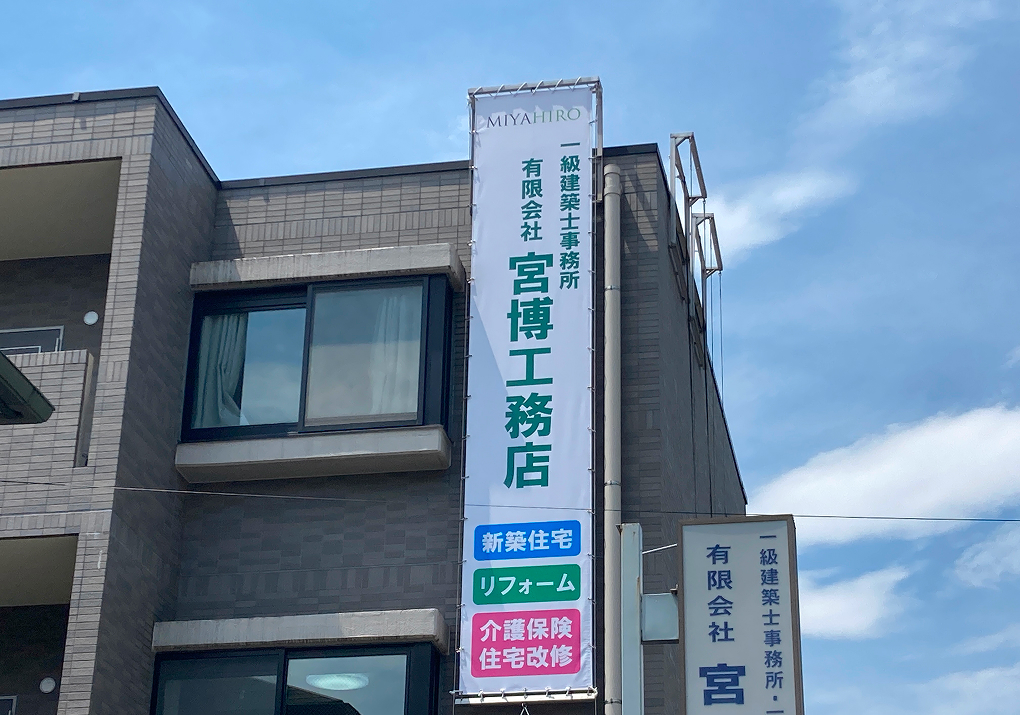 MIYAHIRO
一級建築士事務所
有限会社 宮博工務店
新築住宅
リフォーム
介護保険
住宅改修
一級建築士事務所・一
有限会社 宮